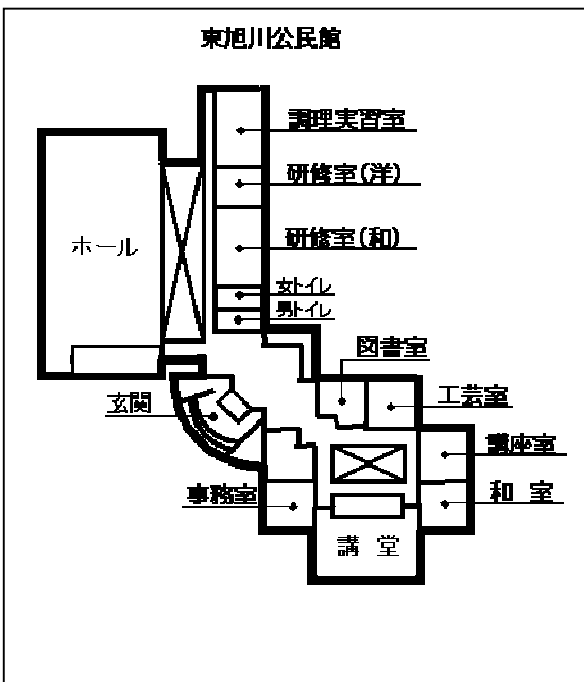 東旭川公民館
調理実習室
研修室(洋)
ホール
研修室(和)
女トイレ
男トイレ
図書室
玄関
工芸室
講座室
事務室
和 室
講 堂